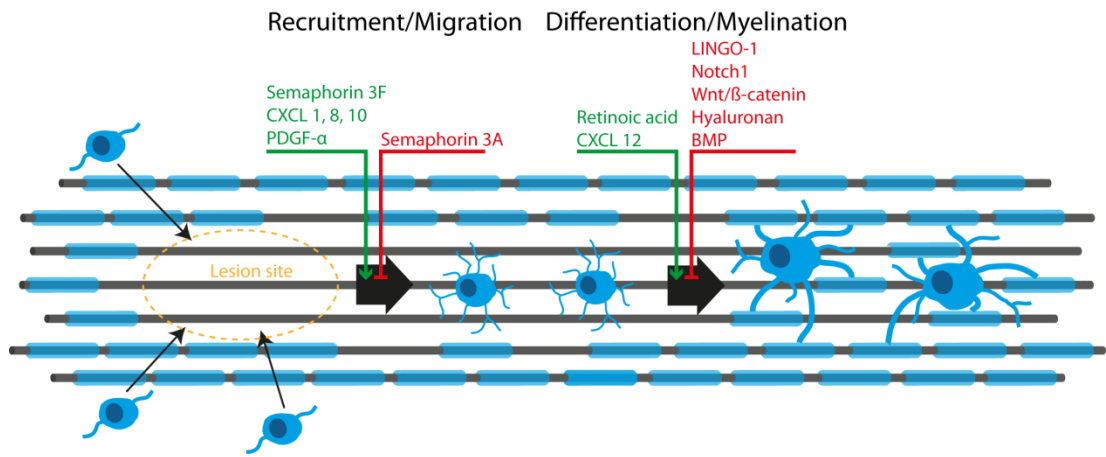 Recruitment/Migration
Differentiation/Myelination
Semaphorin 3F
CXCL 1, 8, 10
PDGF-α
Semaphorin 3A
Retinoic acid
CXCL 12
LINGO-1
Notch1
Wnt/ß-catenin
Hyaluronan
BMP
Lesion site